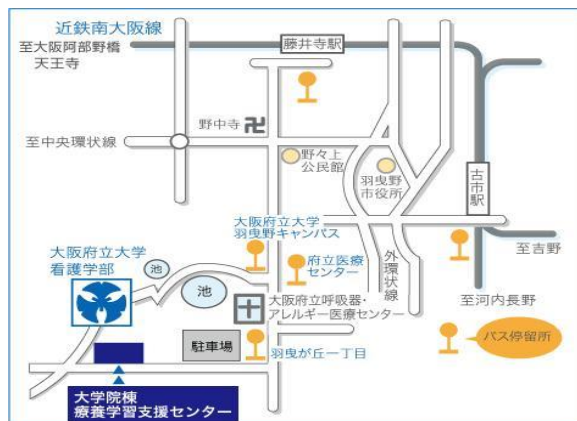 近鉄南大阪線
至大阪阿部野橋
天王寺
藤井寺駅
野中寺
至中央環状線
野々上
公民館
羽曳野
市役所
古市駅
大阪府立大学
羽曳野キャンパス
大阪府立大学
看護学部
池
池
府立医療
センター
外環状線
至吉野
大阪府立呼吸器・
アレルギー医療センター
至河内長野
駐車場
羽曳が丘一丁目
バス停留所
大学院棟
療養学習支援センター